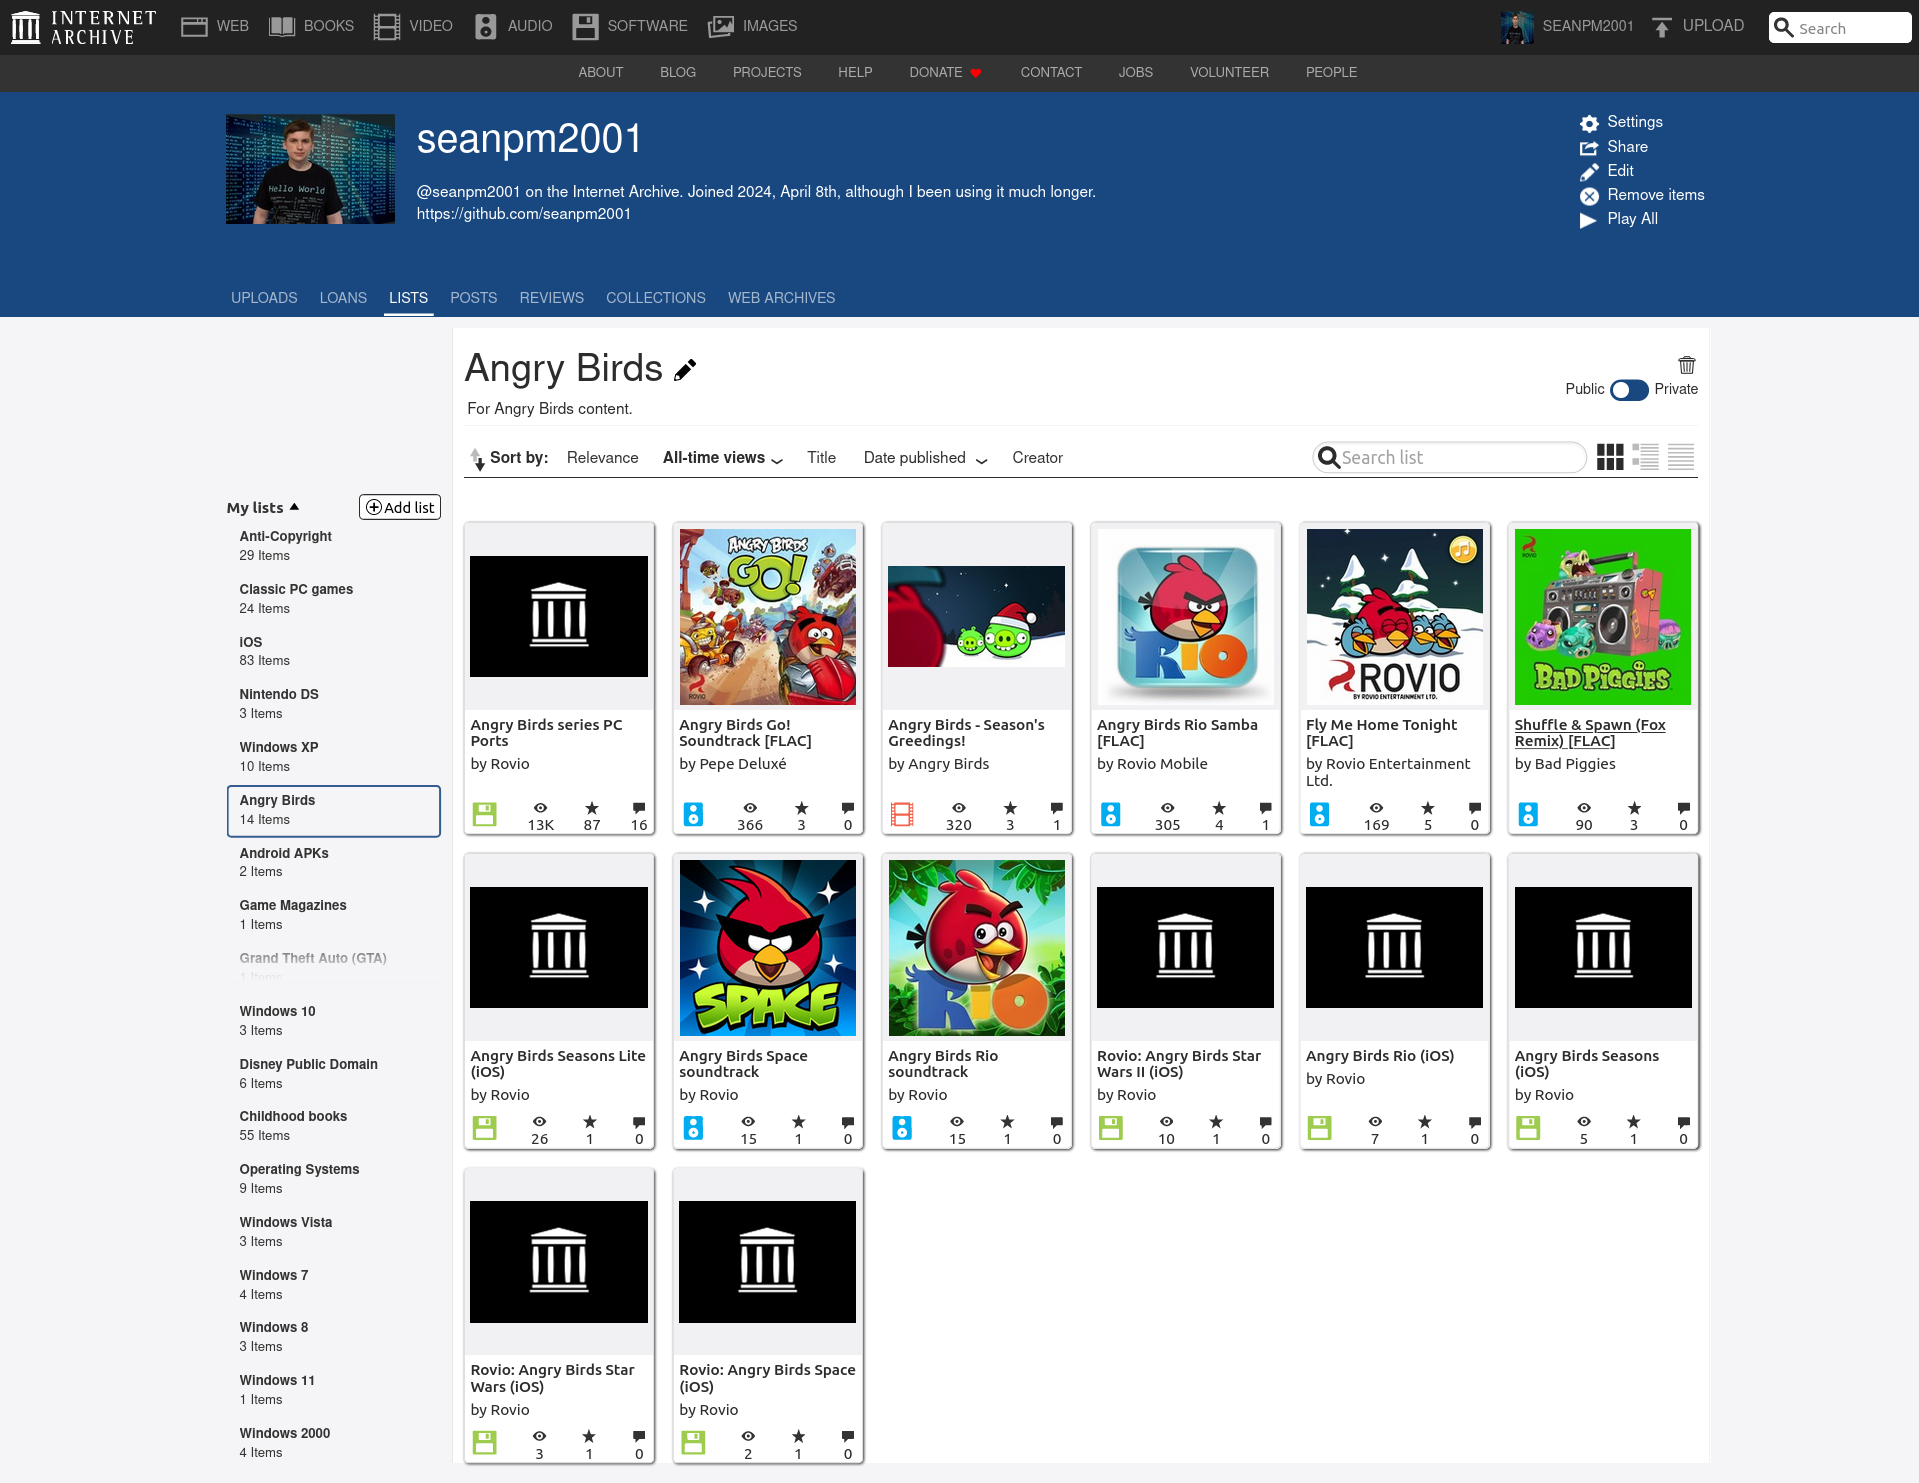 INTERNET
ARCHIVE
WEB BOOKS VIDEO AUDIO SOFTWARE IMAGES
SEANPM2001 UPLOAD Search
ABOUT BLOG PROJECTS HELP DONATE CONTACT JOBS VOLUNTEER PEOPLE
Hello World
seanpm2001
@seanpm2001 on the Internet Archive. Joined 2024, April 8th, although I been using it much longer.
https://github.com/seanpm2001
Settings
Share
Edit
Remove items
Play All
UPLOADS LOANS LISTS POSTS REVIEWS COLLECTIONS WEB ARCHIVES
My lists Add list
Anti-Copyright
29 Items
Classic PC games
24 Items
iOS
83 Items
Nintendo DS
3 Items
Windows XP
10 Items
Angry Birds
14 Items
Android APKs
2 Items
Game Magazines
1 Items
Grand Theft Auto (GTA)
1 Items
Windows 10
3 Items
Disney Public Domain
6 Items
Childhood books
55 Items
Operating Systems
9 Items
Windows Vista
3 Items
Windows 7
4 Items
Windows 8
3 Items
Windows 11
1 Items
Windows 2000
4 Items
Angry Birds
For Angry Birds content.
Public Private
Sort by: Relevance All-time views Title Date published Creator
Search list
Angry Birds series PC
Ports
by Rovio
13K 87 16
ANGRY BIRDS
GO!
ROVIO
Angry Birds Go!
Soundtrack [FLAC]
by Pepe Deluxé
366 3 0
Angry Birds - Season's
Greedings!
by Angry Birds
320 3 1
RIO
Angry Birds Rio Samba
[FLAC]
by Rovio Mobile
305 4 1
ROVIO
BY ROVIO ENTERTAINMENT LTD.
Fly Me Home Tonight
[FLAC]
by Rovio Entertainment
Ltd.
169 5 0
ROVIO
BAD PIGGIES
Shuffle & Spawn (Fox
Remix) [FLAC]
by Bad Piggies
90 3 0
Angry Birds Seasons Lite
(iOS)
by Rovio
26 1 0
SPACE
Angry Birds Space
soundtrack
by Rovio
15 1 0
RIO
Angry Birds Rio
soundtrack
by Rovio
15 1 0
Rovio: Angry Birds Star
Wars II (iOS)
by Rovio
10 1 0
Angry Birds Rio (iOS)
by Rovio
7 1 0
Angry Birds Seasons
(iOS)
by Rovio
5 1 0
Rovio: Angry Birds Star
Wars (iOS)
by Rovio
3 1 0
Rovio: Angry Birds Space
(iOS)
by Rovio
2 1 0